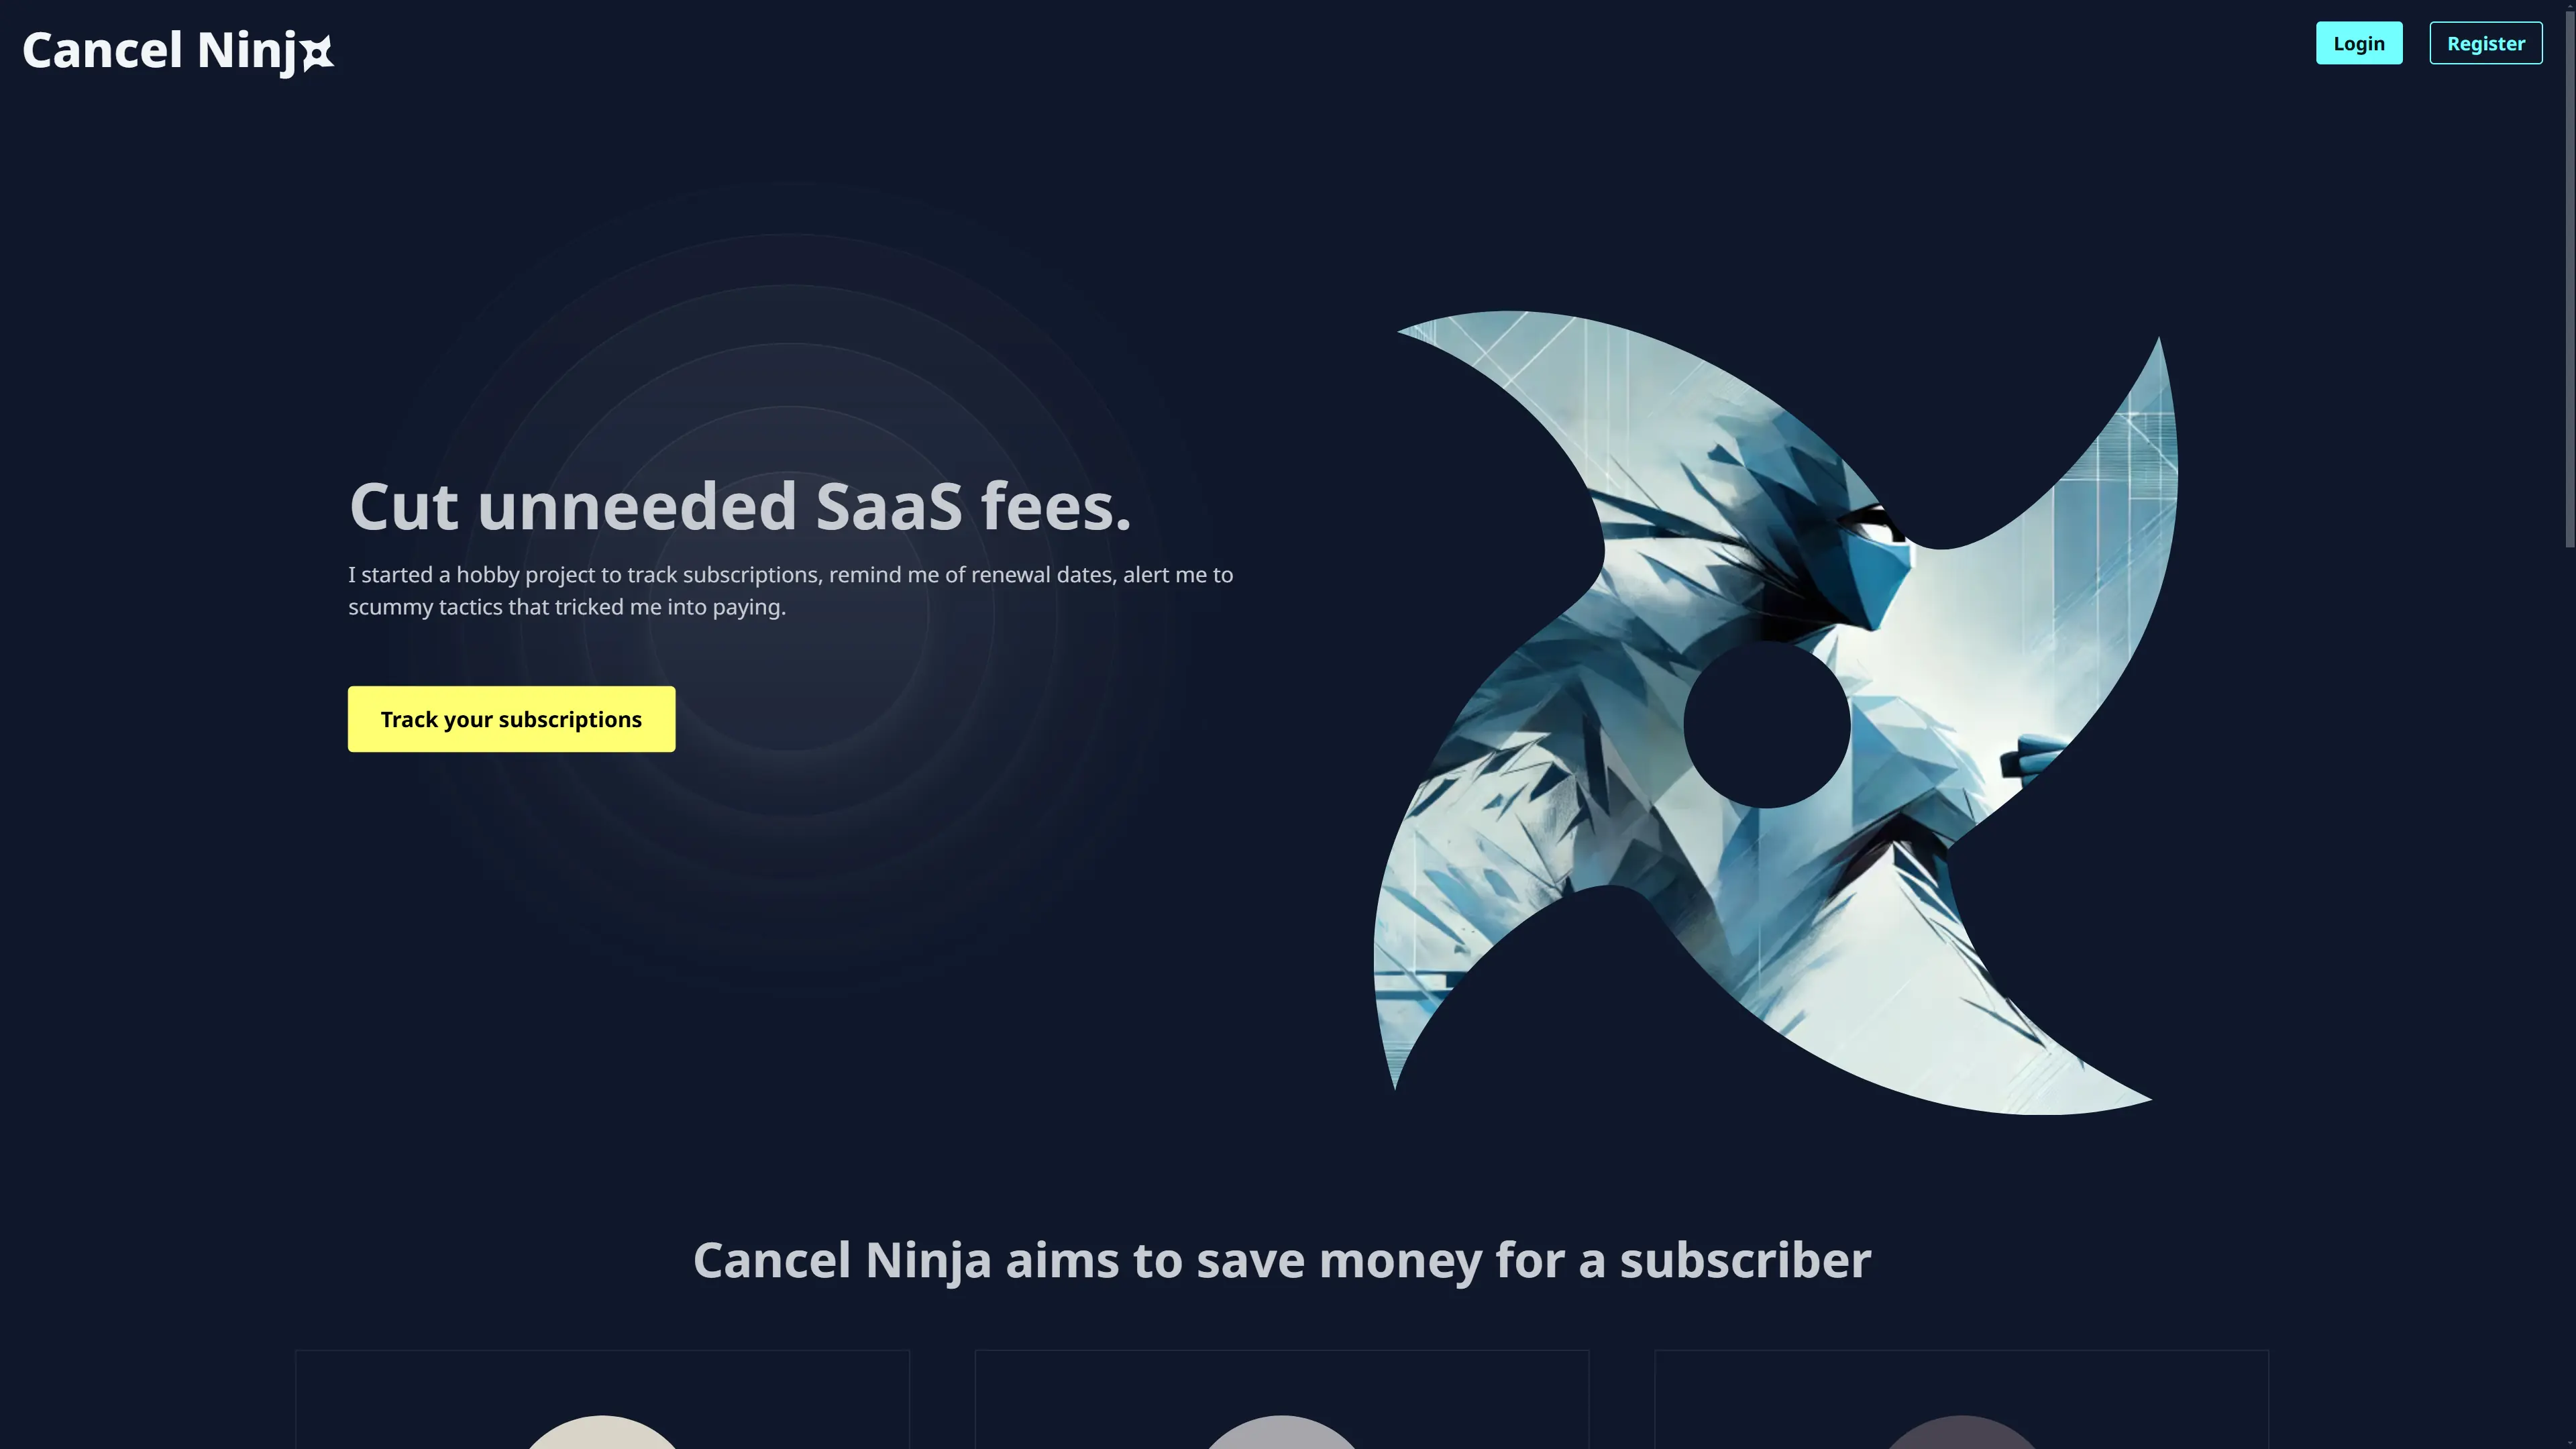 Cancel Ninja
Login
Register
Cut unneeded SaaS fees.
I started a hobby project to track subscriptions, remind me of renewal dates, alert me to
scummy tactics that tricked me into paying.
Track your subscriptions
Cancel Ninja aims to save money for a subscriber